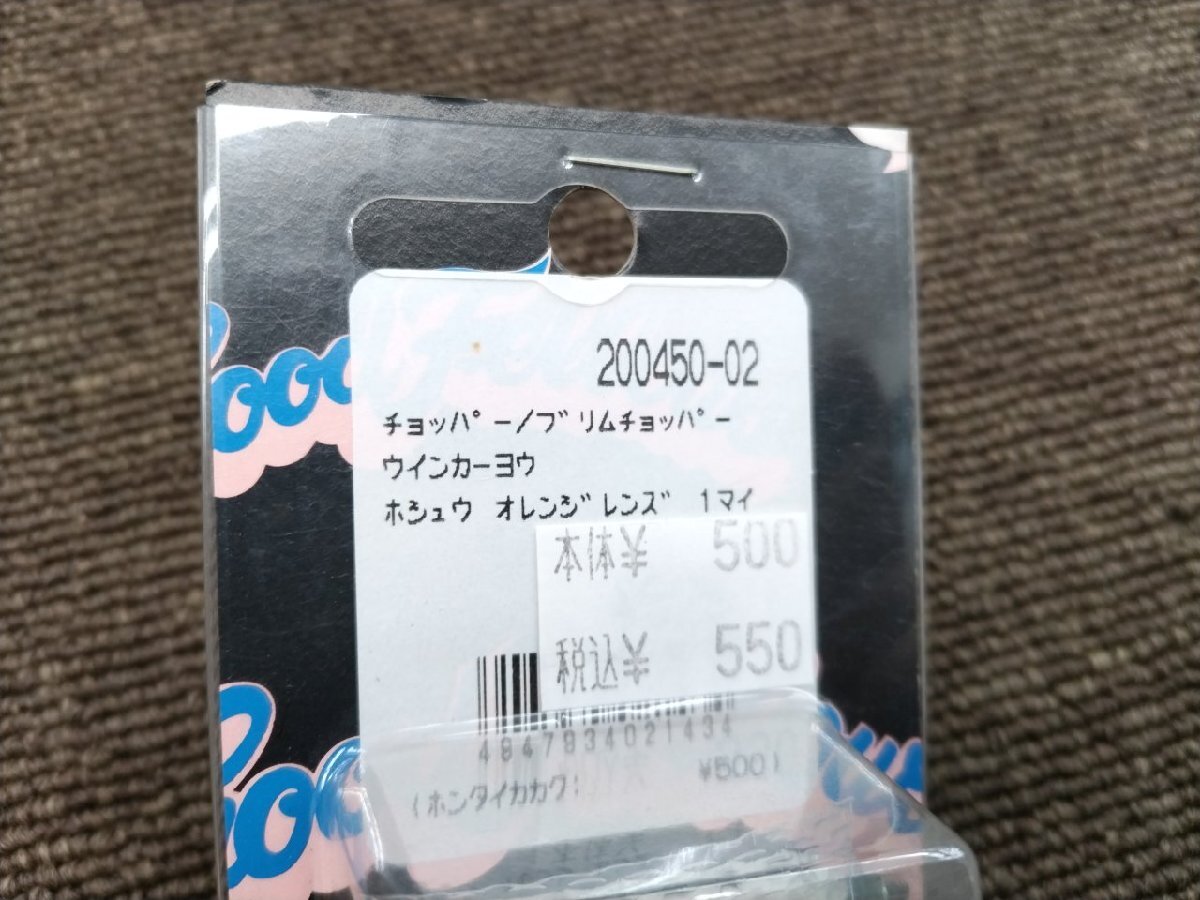 200450-02
チョッパー/ブリムチョッパー
ウインカーヨウ
ホシュウ オレンジレンズ 1マイ
本体¥ 500
税込¥ 550
(ホンタイカカク: ¥500)